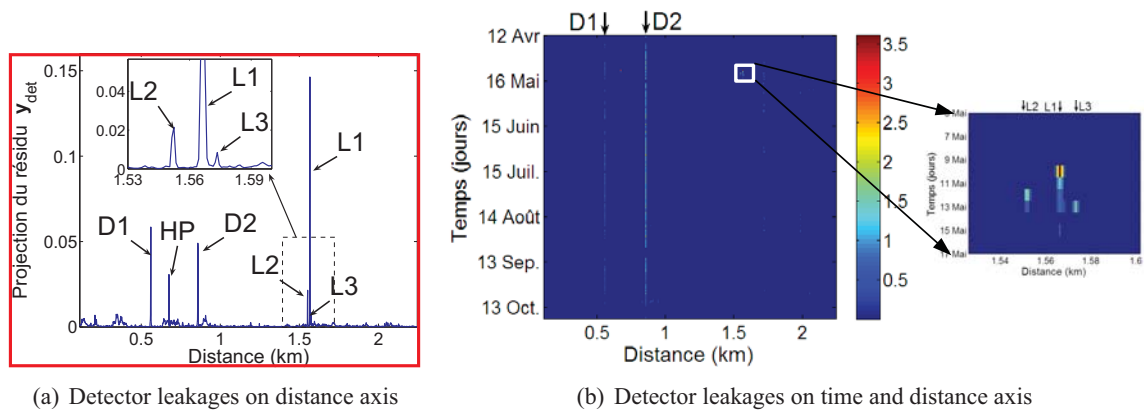 0.15
0.1
0.05
0
0.5
1
1.5
2
Distance (km)
Projection du résidu y_det
0.04
0.02
0
1.53
1.56
1.59
L2
L1
L3
L1
D1
HP
D2
L2
L3
(a) Detector leakages on distance axis
D1
D2
12 Avr
16 Mai
15 Juin
15 Juil.
14 Août
13 Sep.
13 Oct.
Temps (jours)
0.5
1
1.5
2
Distance (km)
3.5
3
2.5
2
1.5
1
0.5
L2
L1
L3
Mai
7 Mai
9 Mai
11 Mai
13 Mai
15 Mai
Mai
Temps (jours)
1.54
1.56
1.58
1.6
Distance (km)
(b) Detector leakages on time and distance axis